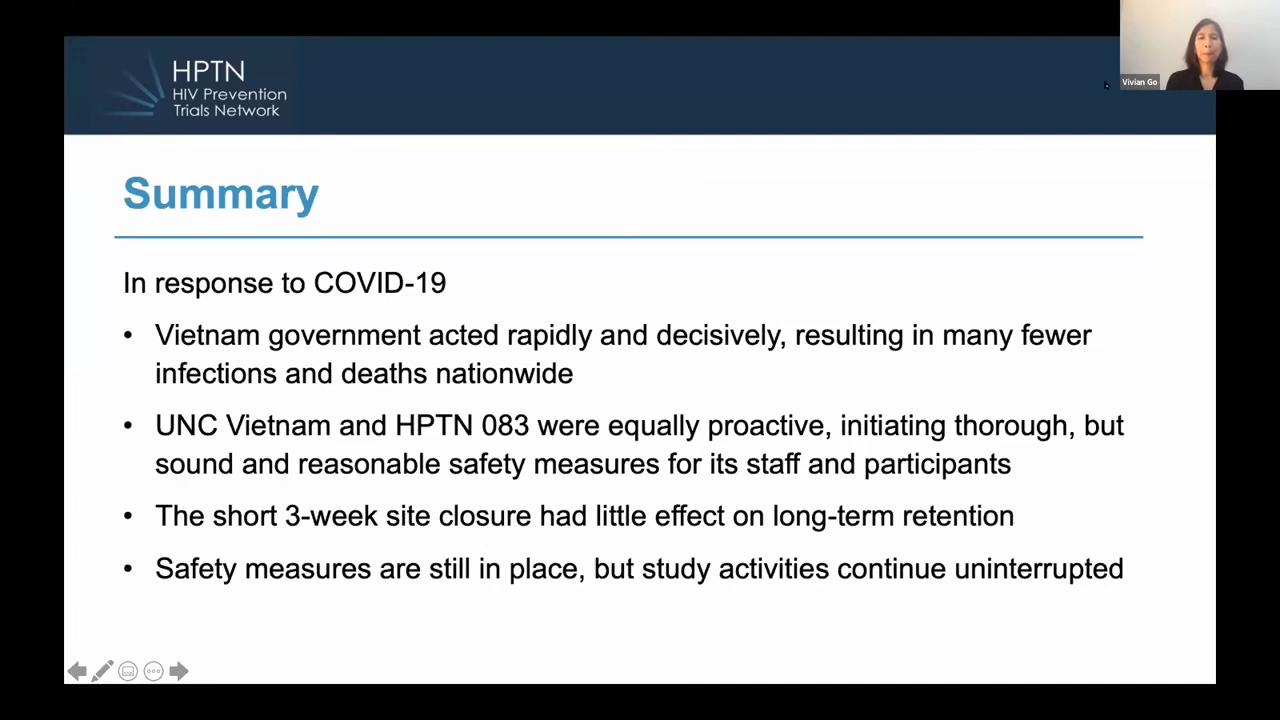 HPTN
HIV Prevention
Trials Network
Vivian Go
Summary
In response to COVID-19
• Vietnam government acted rapidly and decisively, resulting in many fewer
infections and deaths nationwide
• UNC Vietnam and HPTN 083 were equally proactive, initiating thorough, but
sound and reasonable safety measures for its staff and participants
• The short 3-week site closure had little effect on long-term retention
• Safety measures are still in place, but study activities continue uninterrupted